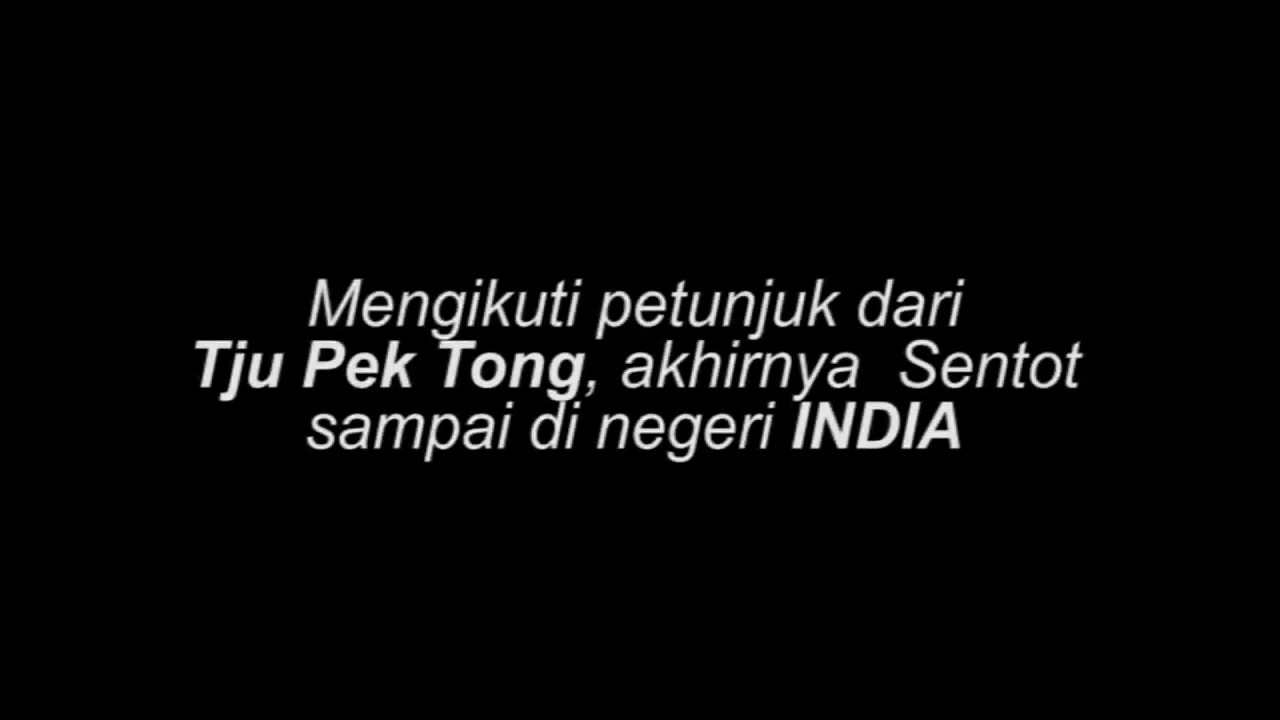 Mengikuti petunjuk dari
Tju Pek Tong, akhirnya  Sentot
sampai di negeri INDIA